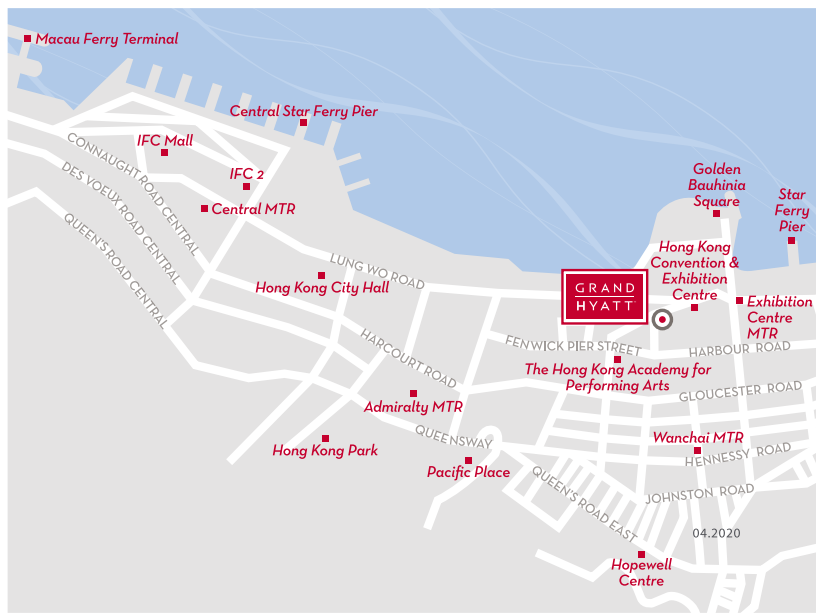 Macau Ferry Terminal
Central Star Ferry Pier
IFC Mall
CONNAUGHT ROAD CENTRAL
DES VOEUX ROAD CENTRAL
QUEEN'S ROAD CENTRAL
IFC 2
Central MTR
Golden
Bauhinia
Square
Star
Ferry
Pier
Hong Kong
Convention &
Exhibition
Centre
LUNG WO ROAD
Hong Kong City Hall
GRAND
HYATT
Exhibition
Centre
MTR
HARCOURT ROAD
FENWICK PIER STREET
HARBOUR ROAD
The Hong Kong Academy for
Performing Arts
GLOUCESTER ROAD
Admiralty MTR
Hong Kong Park
QUEENSWAY
Wanchai MTR
HENNESSY ROAD
Pacific Place
QUEEN'S ROAD EAST
JOHNSTON ROAD
04.2020
Hopewell
Centre